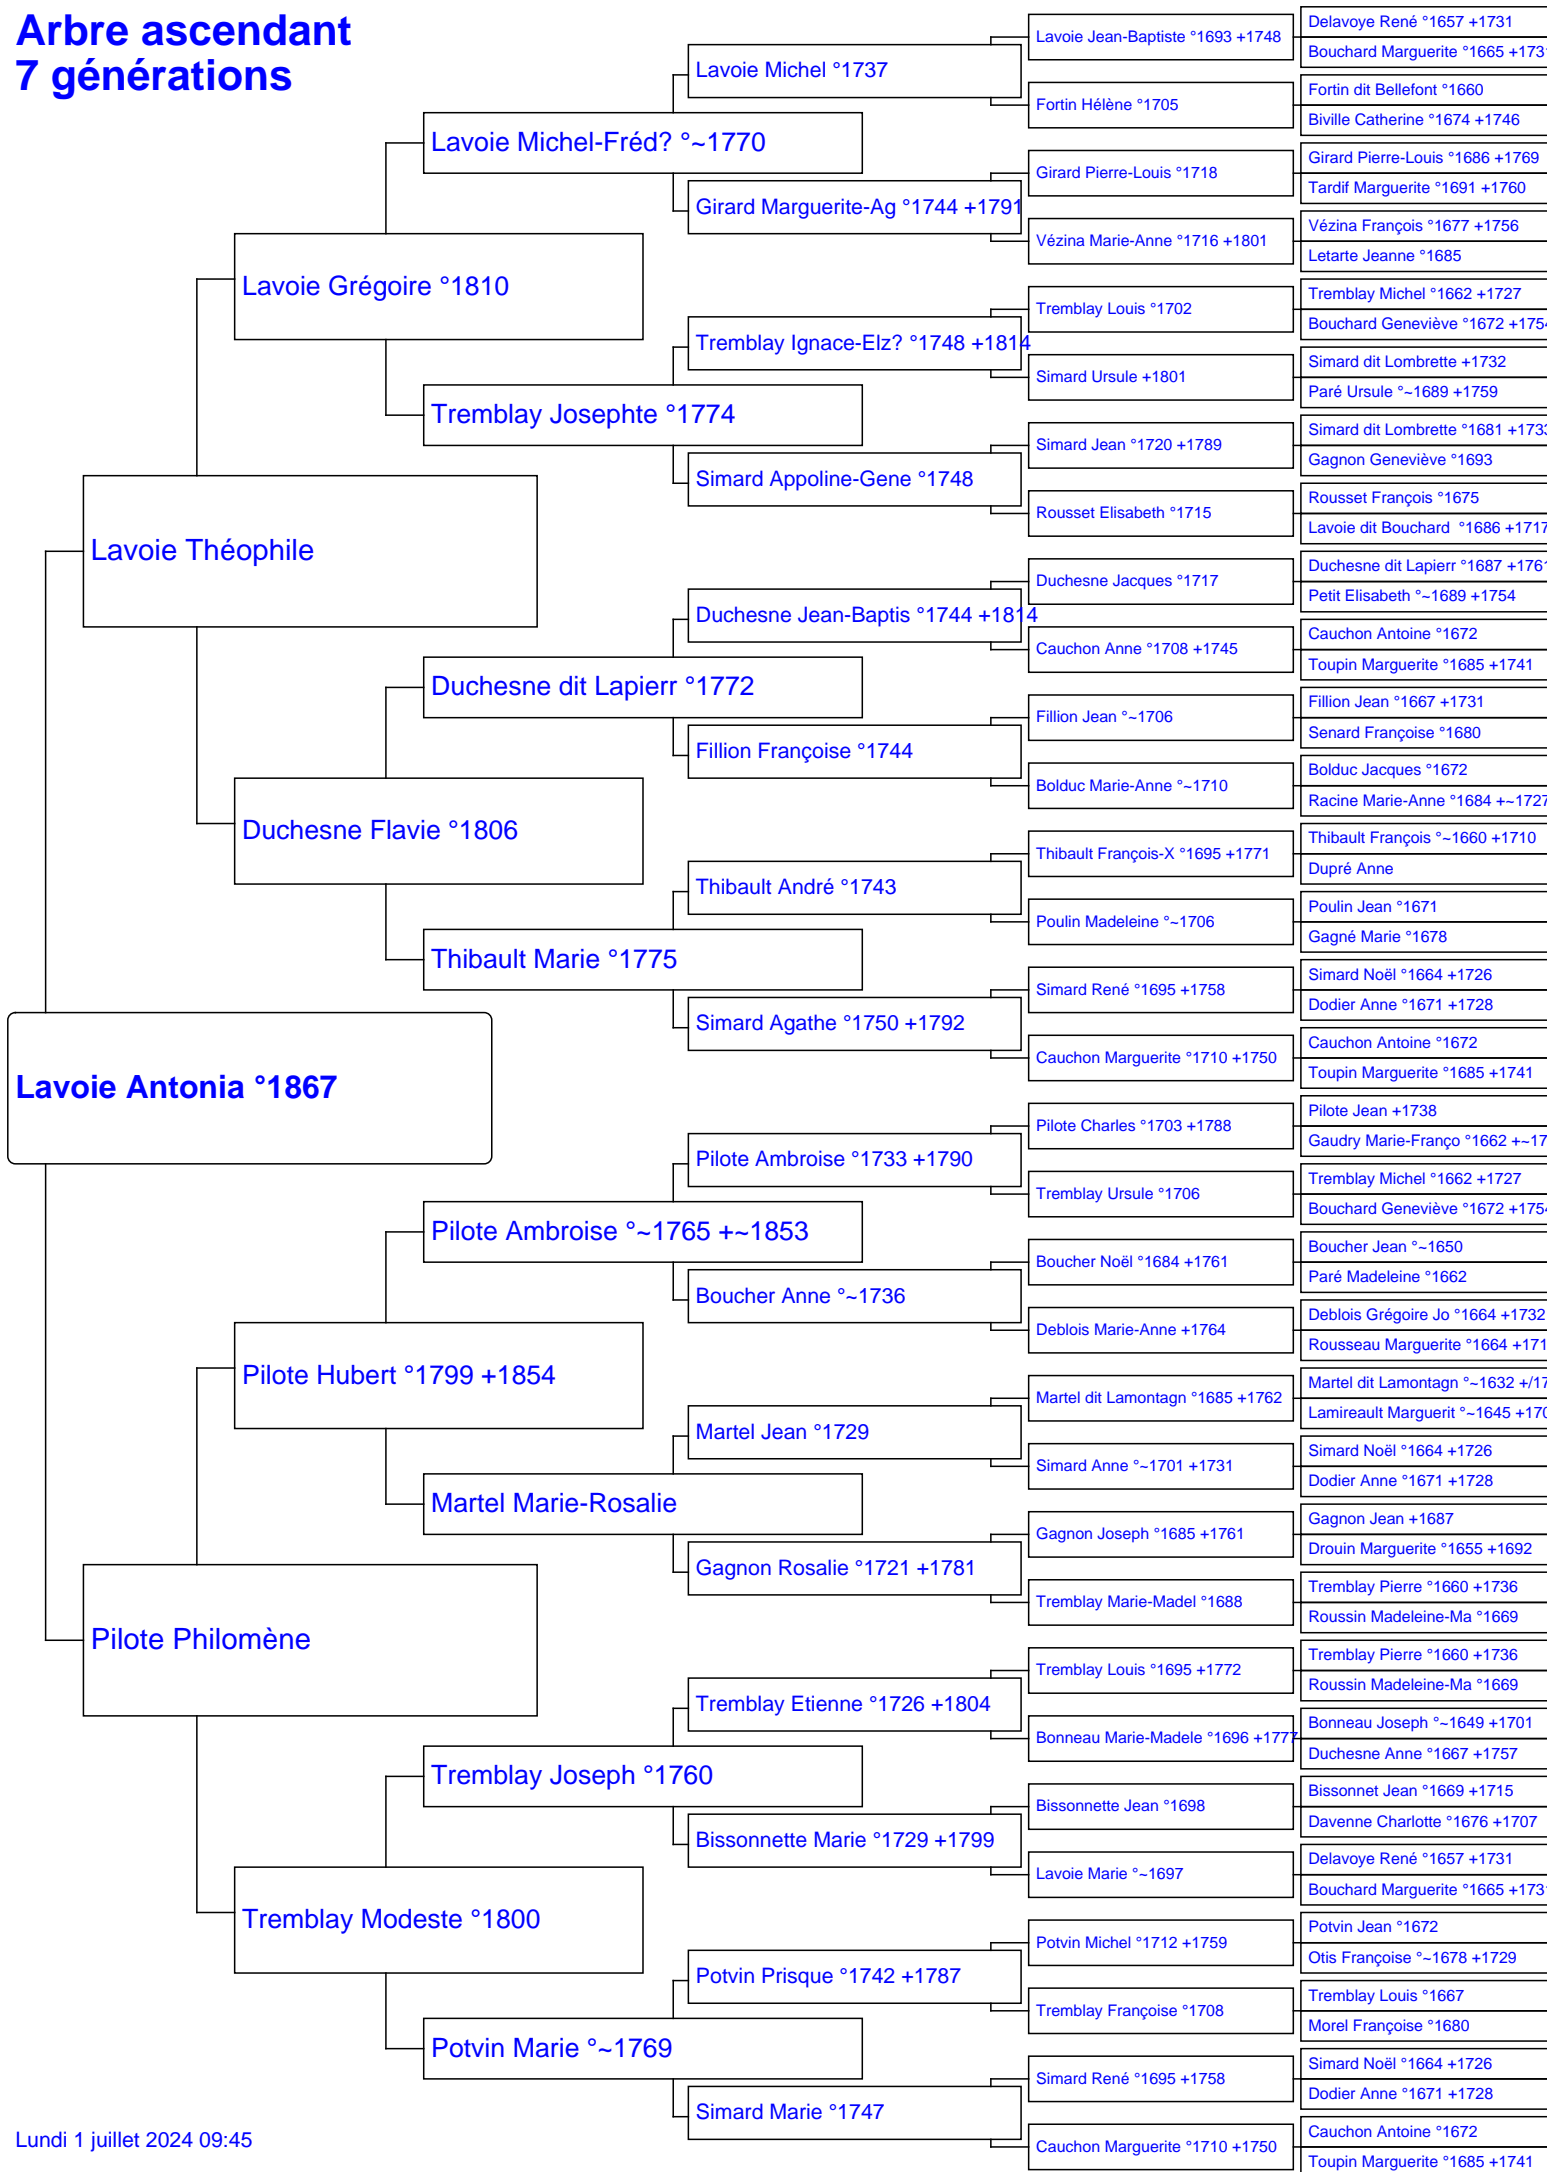 Arbre ascendant
7 générations
Lavoie Antonia °1867
Lavoie Théophile
Pilote Philomène
Lavoie Grégoire °1810
Duchesne Flavie °1806
Pilote Hubert °1799 +1854
Tremblay Modeste °1800
Lavoie Michel-Fréd? °~1770
Tremblay Josephte °1774
Duchesne dit Lapierr °1772
Thibault Marie °1775
Pilote Ambroise °~1765 +~1853
Martel Marie-Rosalie
Tremblay Joseph °1760
Potvin Marie °~1769
Lavoie Michel °1737
Girard Marguerite-Ag °1744 +1791
Tremblay Ignace-Elz? °1748 +1814
Simard Appoline-Gene °1748
Duchesne Jean-Baptis °1744 +1814
Fillion Françoise °1744
Thibault André °1743
Simard Agathe °1750 +1792
Pilote Ambroise °1733 +1790
Boucher Anne °~1736
Martel Jean °1729
Gagnon Rosalie °1721 +1781
Tremblay Etienne °1726 +1804
Bissonnette Marie °1729 +1799
Potvin Prisque °1742 +1787
Simard Marie °1747
Lavoie Jean-Baptiste °1693 +1748
Fortin Hélène °1705
Girard Pierre-Louis °1718
Vézina Marie-Anne °1716 +1801
Tremblay Louis °1702
Simard Ursule +1801
Simard Jean °1720 +1789
Rousset Elisabeth °1715
Duchesne Jacques °1717
Cauchon Anne °1708 +1745
Fillion Jean °~1706
Bolduc Marie-Anne °~1710
Thibault François-X °1695 +1771
Poulin Madeleine °~1706
Simard René °1695 +1758
Cauchon Marguerite °1710 +1750
Pilote Charles °1703 +1788
Tremblay Ursule °1706
Boucher Noël °1684 +1761
Deblois Marie-Anne +1764
Martel dit Lamontagn °1685 +1762
Simard Anne °~1701 +1731
Gagnon Joseph °1685 +1761
Tremblay Marie-Madel °1688
Tremblay Louis °1695 +1772
Bonneau Marie-Madele °1696 +1777
Bissonnette Jean °1698
Lavoie Marie °~1697
Potvin Michel °1712 +1759
Tremblay Françoise °1708
Simard René °1695 +1758
Cauchon Marguerite °1710 +1750
Delavoye René °1657 +1731
Bouchard Marguerite °1665 +1731
Fortin dit Bellefont °1660
Biville Catherine °1674 +1746
Girard Pierre-Louis °1686 +1769
Tardif Marguerite °1691 +1760
Vézina François °1677 +1756
Letarte Jeanne °1685
Tremblay Michel °1662 +1727
Bouchard Geneviève °1672 +1754
Simard dit Lombrette +1732
Paré Ursule °~1689 +1759
Simard dit Lombrette °1681 +1733
Gagnon Geneviève °1693
Rousset François °1675
Lavoie dit Bouchard °1686 +1717
Duchesne dit Lapierr °1687 +1761
Petit Elisabeth °~1689 +1754
Cauchon Antoine °1672
Toupin Marguerite °1685 +1741
Fillion Jean °1667 +1731
Senard Françoise °1680
Bolduc Jacques °1672
Racine Marie-Anne °1684 +~1727
Thibault François °~1660 +1710
Dupré Anne
Poulin Jean °1671
Gagné Marie °1678
Simard Noël °1664 +1726
Dodier Anne °1671 +1728
Cauchon Antoine °1672
Toupin Marguerite °1685 +1741
Pilote Jean +1738
Gaudry Marie-Franço °1662 +~17
Tremblay Michel °1662 +1727
Bouchard Geneviève °1672 +1754
Boucher Jean °~1650
Paré Madeleine °1662
Deblois Grégoire Jo °1664 +1732
Rousseau Marguerite °1664 +171
Martel dit Lamontagn °~1632 +/17
Lamireault Marguerit °~1645 +170
Simard Noël °1664 +1726
Dodier Anne °1671 +1728
Gagnon Jean +1687
Drouin Marguerite °1655 +1692
Tremblay Pierre °1660 +1736
Roussin Madeleine-Ma °1669
Tremblay Pierre °1660 +1736
Roussin Madeleine-Ma °1669
Bonneau Joseph °~1649 +1701
Duchesne Anne °1667 +1757
Bissonnet Jean °1669 +1715
Davenne Charlotte °1676 +1707
Delavoye René °1657 +1731
Bouchard Marguerite °1665 +1731
Potvin Jean °1672
Otis Françoise °~1678 +1729
Tremblay Louis °1667
Morel Françoise °1680
Simard Noël °1664 +1726
Dodier Anne °1671 +1728
Cauchon Antoine °1672
Toupin Marguerite °1685 +1741
Lundi 1 juillet 2024 09:45